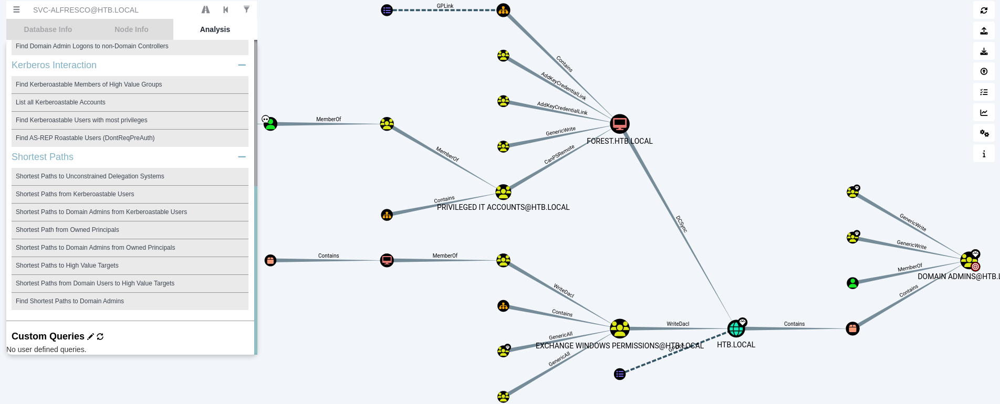 SVC-ALFRESCO@HTB.LOCAL
Database Info
Node Info
Analysis
Find Domain Admin Logons to non-Domain Controllers
Kerberos Interaction
Find Kerberoastable Members of High Value Groups
List all Kerberoastable Accounts
Find Kerberoastable Users with most privileges
Find AS-REP Roastable Users (DontReqPreAuth)
Shortest Paths
Shortest Paths to Unconstrained Delegation Systems
Shortest Paths from Kerberoastable Users
Shortest Paths to Domain Admins from Kerberoastable Users
Shortest Path from Owned Principals
Shortest Paths to Domain Admins from Owned Principals
Shortest Paths to High Value Targets
Shortest Paths from Domain Users to High Value Targets
Find Shortest Paths to Domain Admins
Custom Queries
No user defined queries.
GPLink
Contains
AddKeyCredentialLink
AddKeyCredentialLink
GenericWrite
CanPSRemote
FOREST.HTB.LOCAL
MemberOf
MemberOf
Contains
PRIVILEGED IT ACCOUNTS@HTB.LOCAL
DCSync
Contains
MemberOf
WriteDacl
Contains
GenericAll
GenericAll
EXCHANGE WINDOWS PERMISSIONS@HTB.LOCAL
WriteDacl
GPLink
HTB.LOCAL
Contains
GenericWrite
GenericWrite
MemberOf
Contains
DOMAIN ADMINS@HTB.L